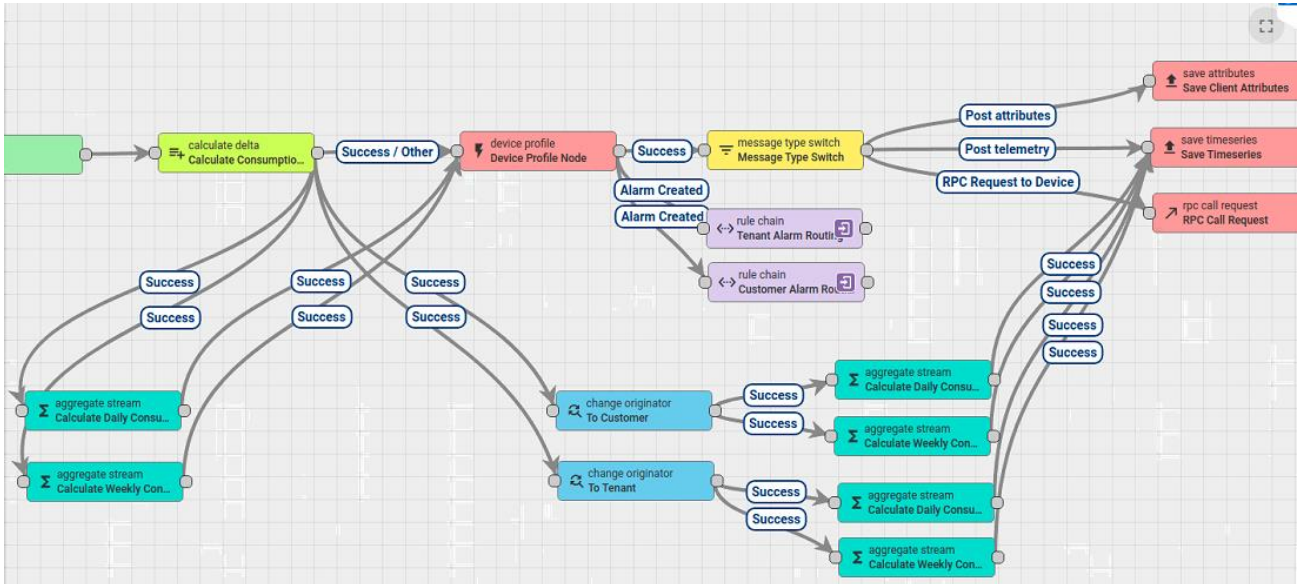 save attributes
Save Client Attributes
Post attributes
calculate delta
Calculate Consumptio...
Success / Other
device profile
Device Profile Node
Success
message type switch
Message Type Switch
Post telemetry
save timeseries
Save Timeseries
RPC Request to Device
Alarm Created
Alarm Created
rpc call request
RPC Call Request
rule chain
Tenant Alarm Routing
rule chain
Customer Alarm Rou
Success
Success
Success
Success
Success
Success
Success
Success
Success
Success
aggregate stream
Calculate Daily Consu...
aggregate stream
Calculate Weekly Con...
change originator
To Customer
Success
Success
aggregate stream
Calculate Daily Consu...
aggregate stream
Calculate Weekly Con...
change originator
To Tenant
Success
Success
aggregate stream
Calculate Daily Consu...
aggregate stream
Calculate Weekly Con...